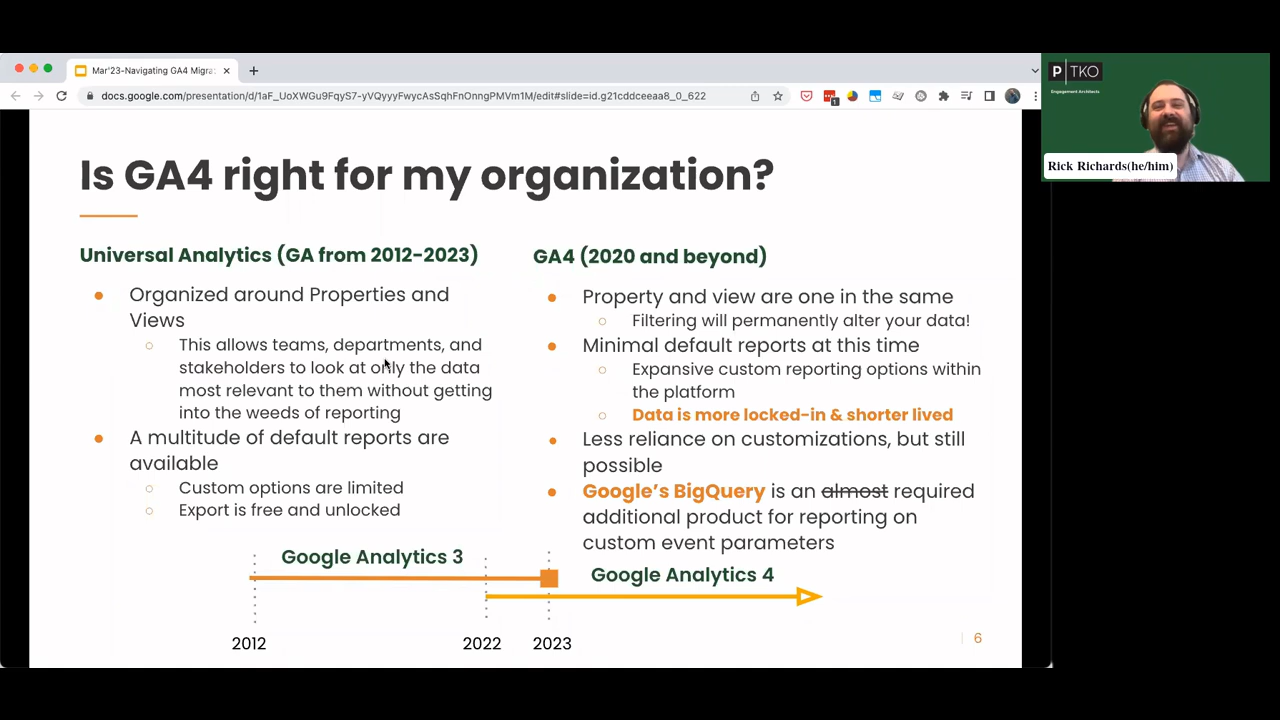 Mar'23-Navigating GA4 Migra
docs.google.com/presentation/d/1aF_UoXWGu9FqyS7-VQvyvFwycAsSqhFnOnngPMVm1M/edit#slide=id.g21cddceeaa8_0_622
P TKO
Engagement Architects
Rick Richards(he/him)
Is GA4 right for my organization?
Universal Analytics (GA from 2012-2023)
Organized around Properties and
Views
This allows teams, departments, and
stakeholders to look at only the data
most relevant to them without getting
into the weeds of reporting
A multitude of default reports are
available
Custom options are limited
Export is free and unlocked
GA4 (2020 and beyond)
Property and view are one in the same
Filtering will permanently alter your data!
Minimal default reports at this time
Expansive custom reporting options within
the platform
Data is more locked-in & shorter lived
Less reliance on customizations, but still
possible
Google's BigQuery is an almost required
additional product for reporting on
custom event parameters
Google Analytics 3
Google Analytics 4
2012
2022
2023
6